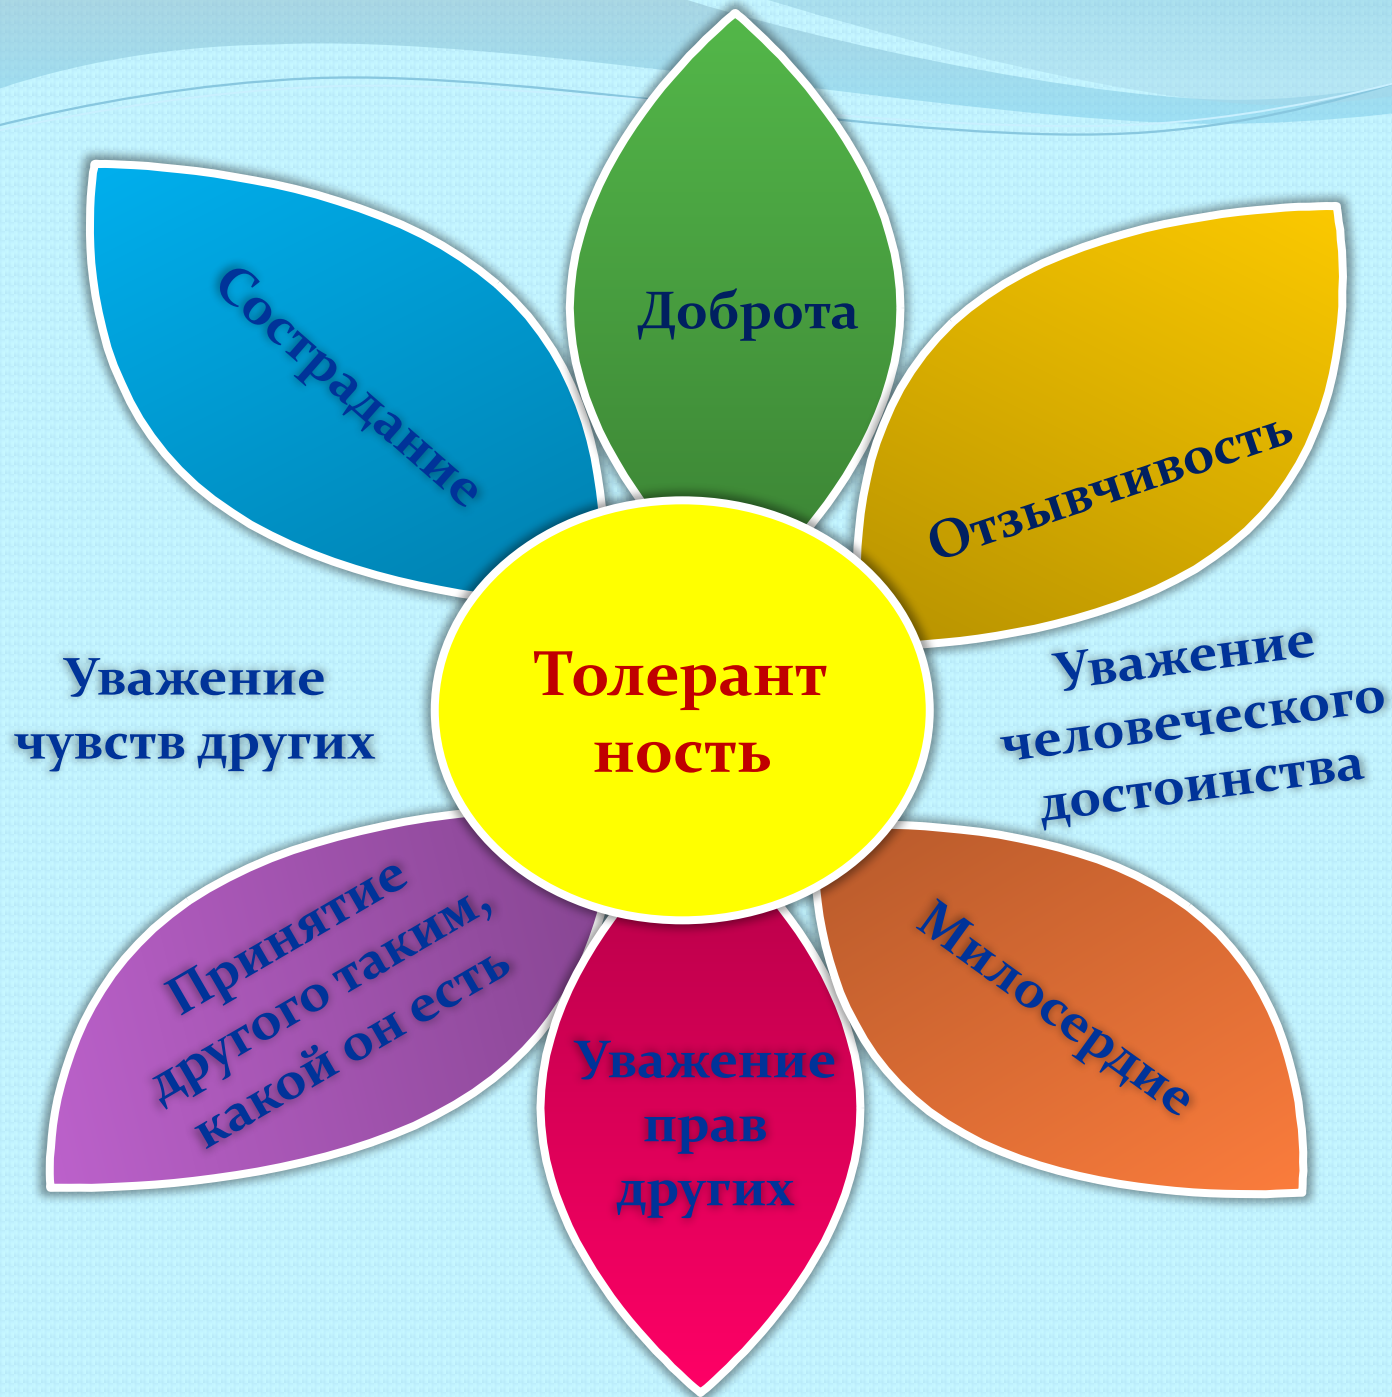 Доброта
Сострадание
Отзывчивость
Толерант
ность
Уважение
чувств других
Уважение
человеческого
достоинства
Принятие
другого таким,
какой он есть
Уважение
прав
других
Милосердие